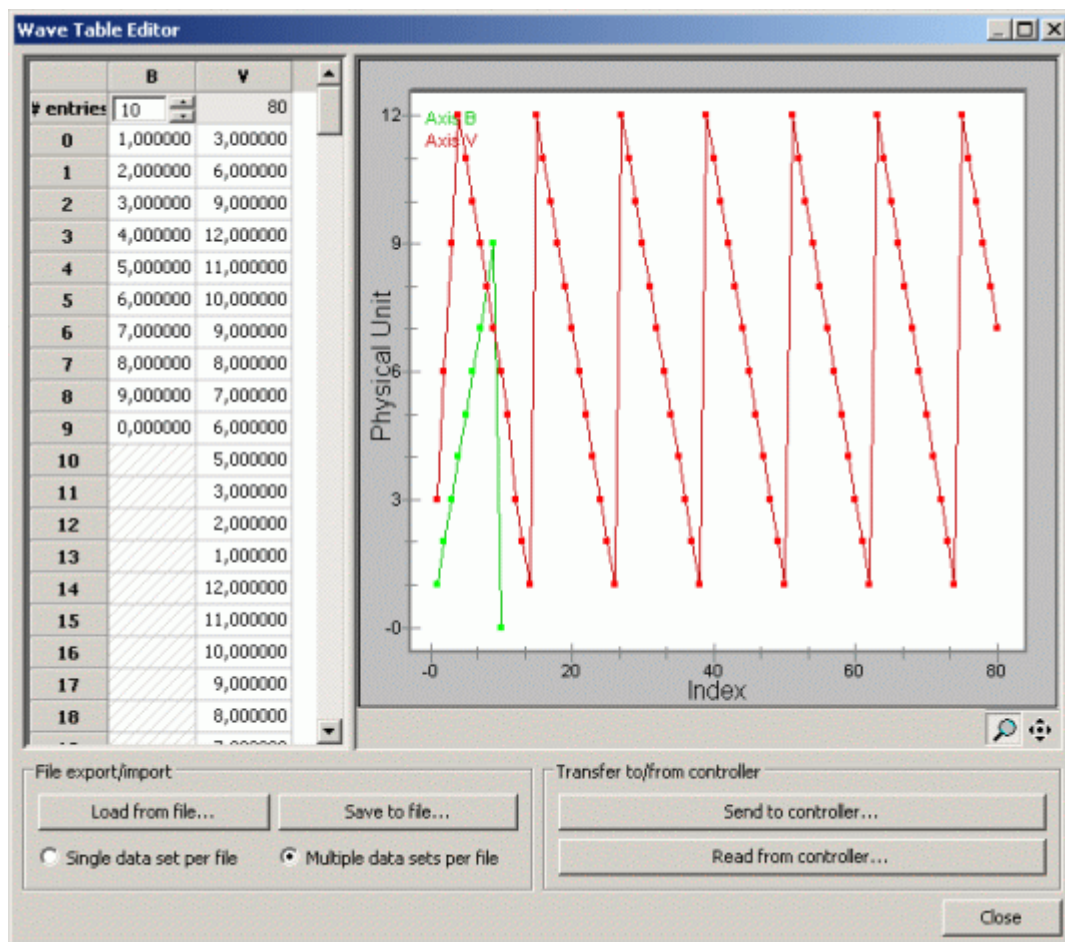 Wave Table Editor
B V
# entries 10 80
0 1,000000 3,000000
1 2,000000 6,000000
2 3,000000 9,000000
3 4,000000 12,000000
4 5,000000 11,000000
5 6,000000 10,000000
6 7,000000 9,000000
7 8,000000 8,000000
8 9,000000 7,000000
9 0,000000 6,000000
10 5,000000
11 3,000000
12 2,000000
13 1,000000
14 12,000000
15 11,000000
16 10,000000
17 9,000000
18 8,000000
Axis B
Axis V
12
9
6
3
-0
Physical Unit
-0 20 40 60 80
Index
File export/import
Load from file... Save to file...
Single data set per file Multiple data sets per file
Transfer to/from controller
Send to controller...
Read from controller...
Close